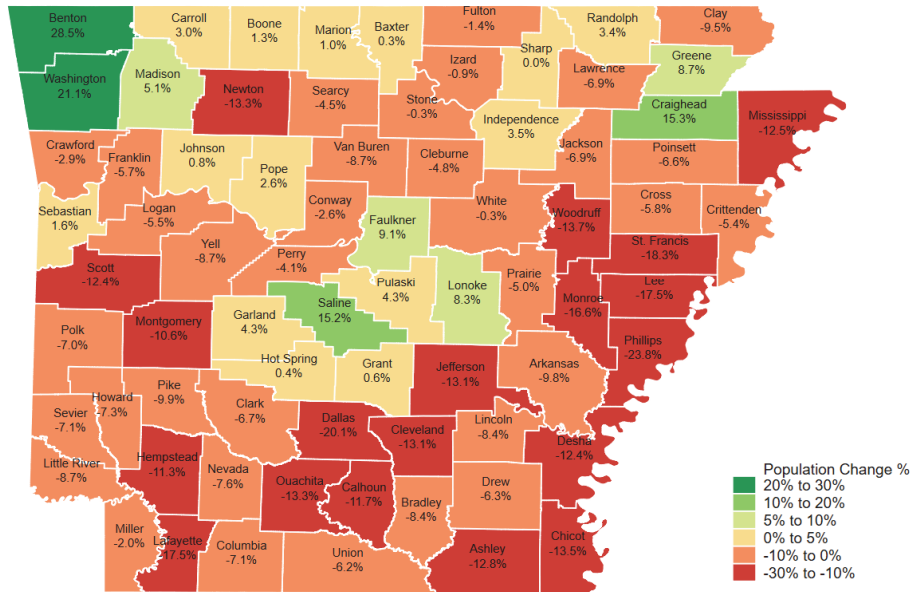 Benton
28.5%
Carroll
3.0%
Boone
1.3%
Marion
1.0%
Baxter
0.3%
Fulton
-1.4%
Randolph
3.4%
Clay
-9.5%
Sharp
0.0%
Izard
-0.9%
Greene
8.7%
Washington
21.1%
Madison
5.1%
Newton
-13.3%
Searcy
-4.5%
Stone
-0.3%
Lawrence
-6.9%
Independence
3.5%
Craighead
15.3%
Mississippi
-12.5%
Crawford
-2.9%
Franklin
-5.7%
Johnson
0.8%
Pope
2.6%
Van Buren
-8.7%
Cleburne
-4.8%
Jackson
-6.9%
Poinsett
-6.6%
Sebastian
1.6%
Logan
-5.5%
Conway
-2.6%
Faulkner
9.1%
White
-0.3%
Woodruff
-13.7%
Cross
-5.8%
Crittenden
-5.4%
Scott
-12.4%
Yell
-8.7%
Perry
-4.1%
Pulaski
4.3%
Lonoke
8.3%
Prairie
-5.0%
St. Francis
-18.3%
Lee
-17.5%
Monroe
-16.6%
Polk
-7.0%
Montgomery
-10.6%
Garland
4.3%
Saline
15.2%
Hot Spring
0.4%
Grant
0.6%
Jefferson
-13.1%
Arkansas
-9.8%
Phillips
-23.8%
Sevier
-7.1%
Howard
-7.3%
Pike
-9.9%
Clark
-6.7%
Dallas
-20.1%
Cleveland
-13.1%
Lincoln
-8.4%
Desha
-12.4%
Little River
-8.7%
Hempstead
-11.3%
Nevada
-7.6%
Ouachita
-13.3%
Calhoun
-11.7%
Bradley
-8.4%
Drew
-6.3%
Miller
-2.0%
Lafayette
-17.5%
Columbia
-7.1%
Union
-6.2%
Ashley
-12.8%
Chicot
-13.5%
Population Change %
20% to 30%
10% to 20%
5% to 10%
0% to 5%
-10% to 0%
-30% to -10%